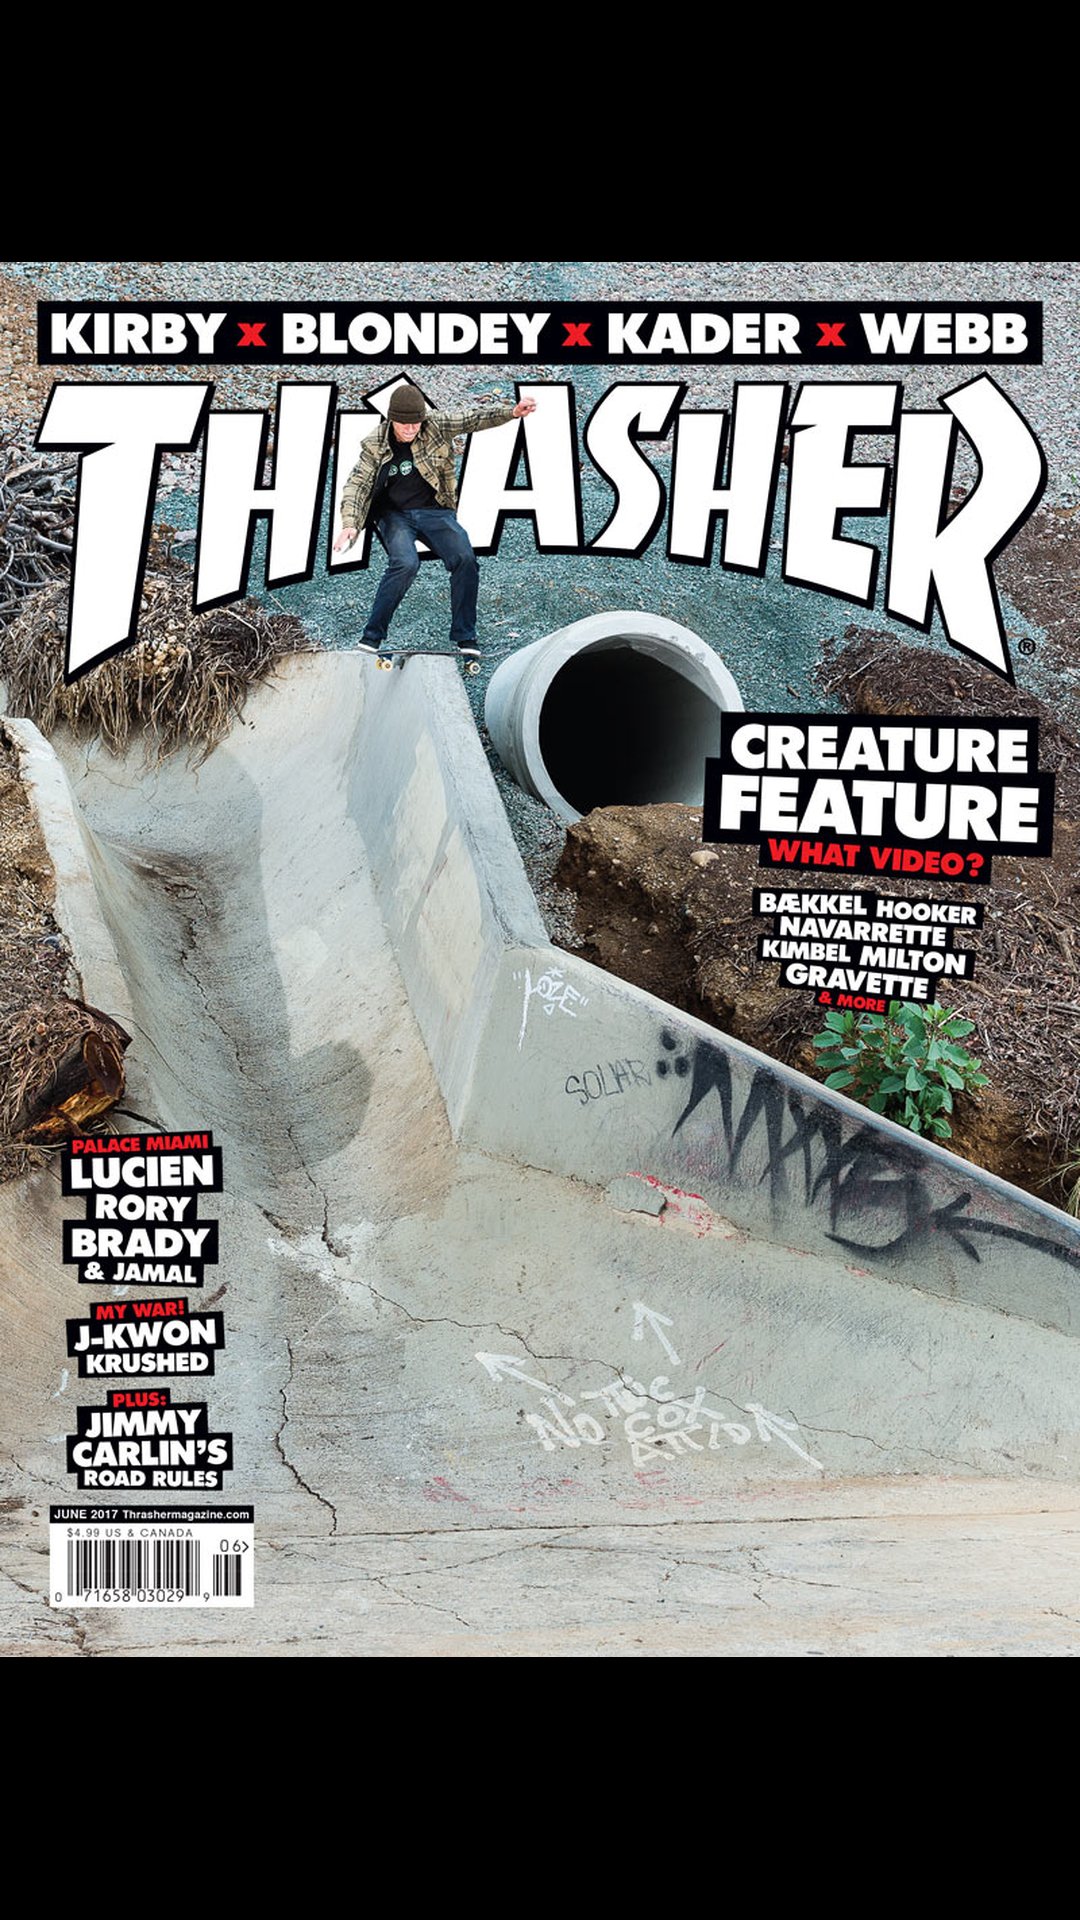 KIRBY x BLONDEY x KADER x WEBB
THRASHER
®
CREATURE
FEATURE
WHAT VIDEO?
BÆKKEL HOOKER
NAVARRETTE
KIMBEL MILTON
GRAVETTE
& MORE
SOLAR
PALACE MIAMI
LUCIEN
RORY
BRADY
& JAMAL
MY WAR!
J-KWON
KRUSHED
PLUS:
JIMMY
CARLIN'S
ROAD RULES
JUNE 2017 Thrashermagazine.com
$4.99 US & CANADA
06>
0 71658 03029 9